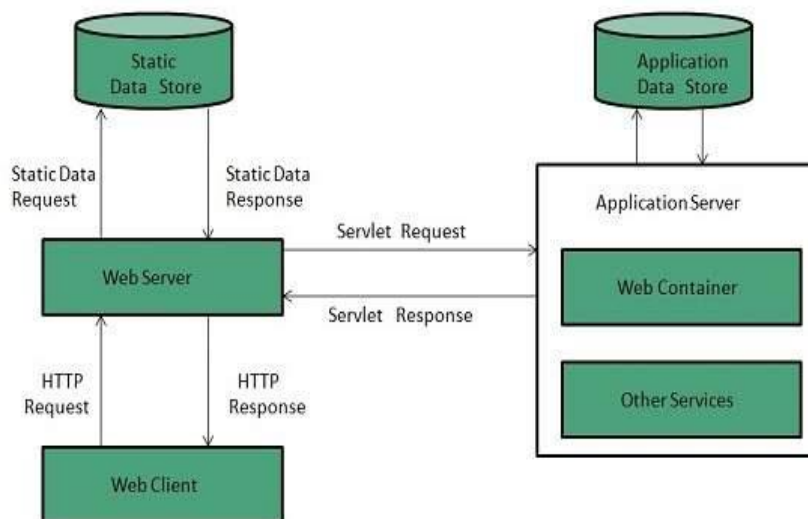 Static
Data Store
Application
Data Store
Static Data
Request
Static Data
Response
Servlet Request
Application Server
Web Server
Web Container
Servlet Response
HTTP
Request
HTTP
Response
Other Services
Web Client